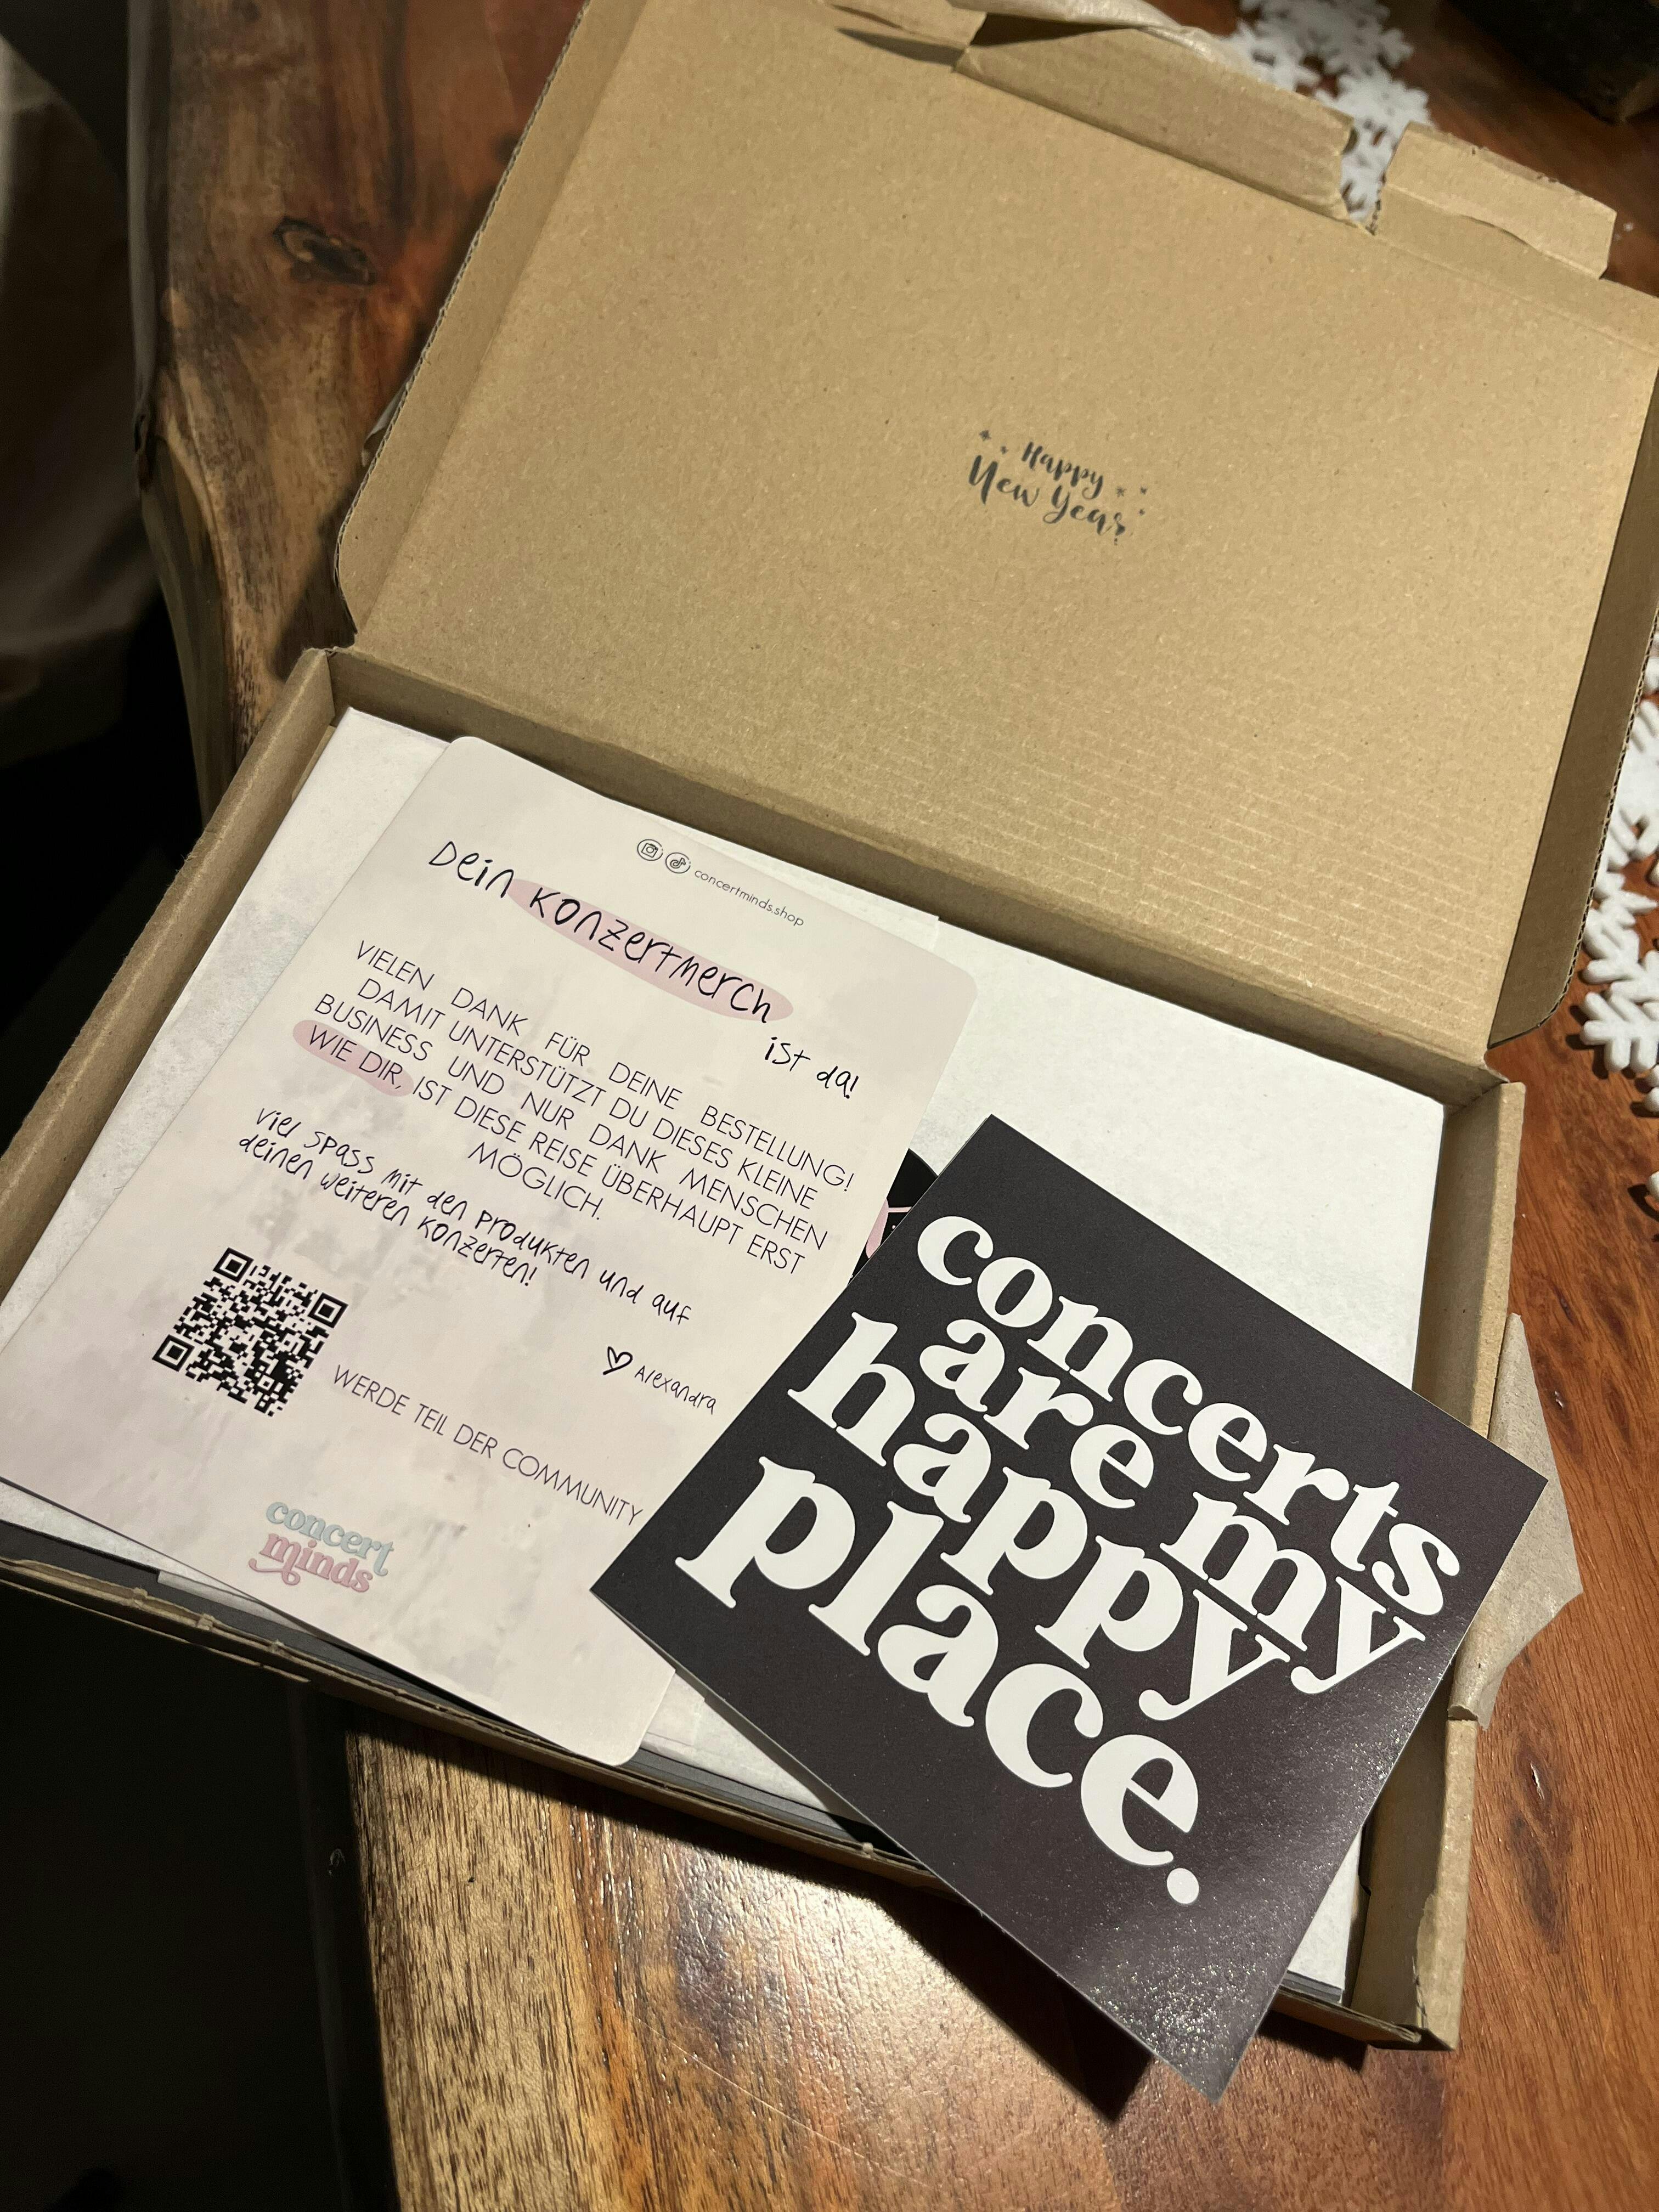 Happy
New Year
concertminds.shop
Dein Konzertmerch
ist da!
VIELEN DANK FÜR DEINE BESTELLUNG!
DAMIT UNTERSTÜTZT DU DIESES KLEINE
BUSINESS UND NUR DANK MENSCHEN
WIE DIR, IST DIESE REISE ÜBERHAUPT ERST
MÖGLICH.
viel spass mit den Produkten und auf
deinen weiteren Konzerten!
Alexandra
WERDE TEIL DER COMMUNITY
concert
minds
concerts
are my
happy
place.